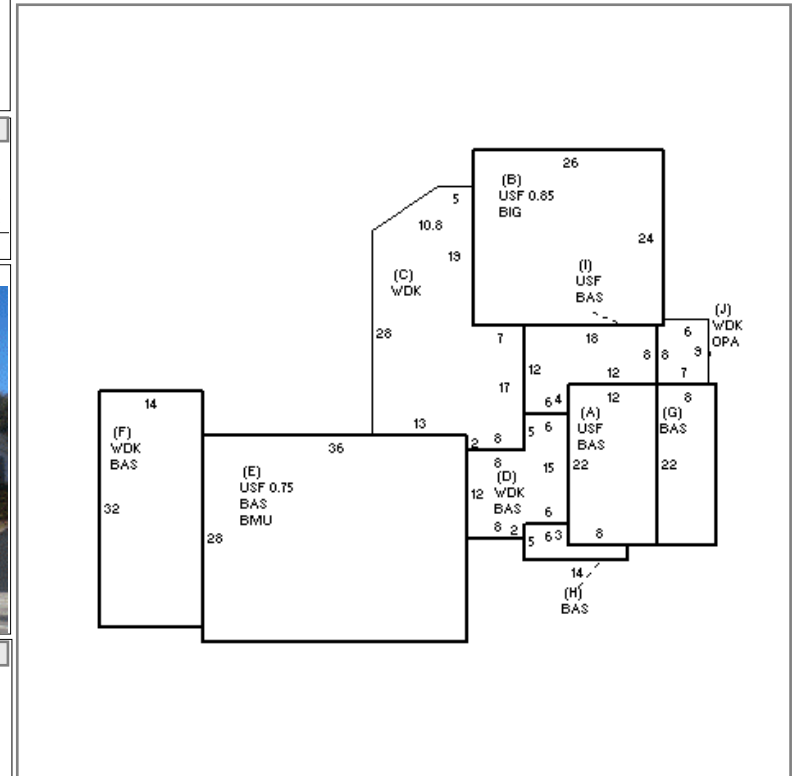 26
(B)
USF 0.85
BIG
5
10.8
24
19
(I)
USF
BAS
(C)
WDK
(J)
WDK
OPA
6
28
7
18
8
8
9
12
12
7
17
14
6
4
12
8
(F)
WDK
BAS
(A)
USF
BAS
(G)
BAS
13
5
6
36
2
8
8
(E)
USF 0.75
BAS
BMU
15
22
22
(D)
WDK
BAS
12
32
6
8
2
28
5
6
3
8
14
(H)
BAS